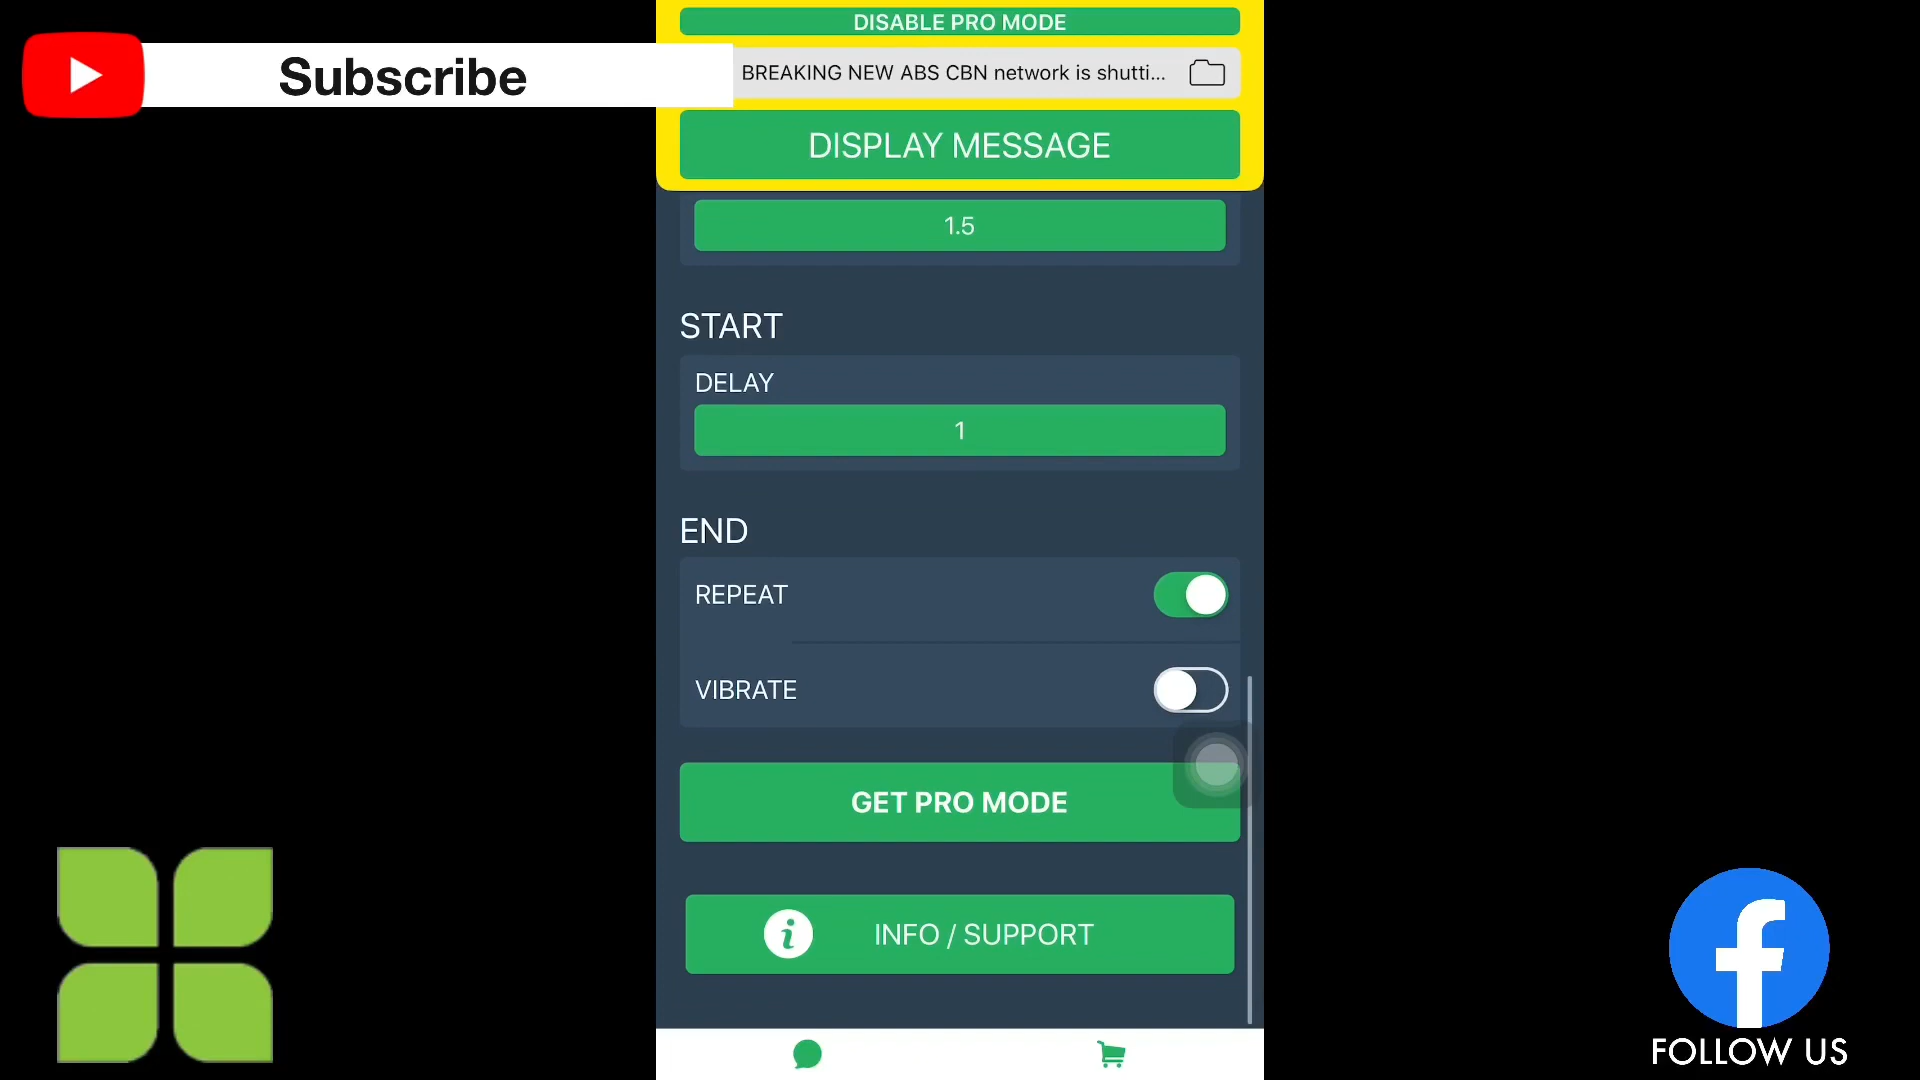 DISABLE PRO MODE
Subscribe
BREAKING NEW ABS CBN network is shutti...
DISPLAY MESSAGE
1.5
START
DELAY
1
END
REPEAT
VIBRATE
GET PRO MODE
INFO / SUPPORT
FOLLOW US